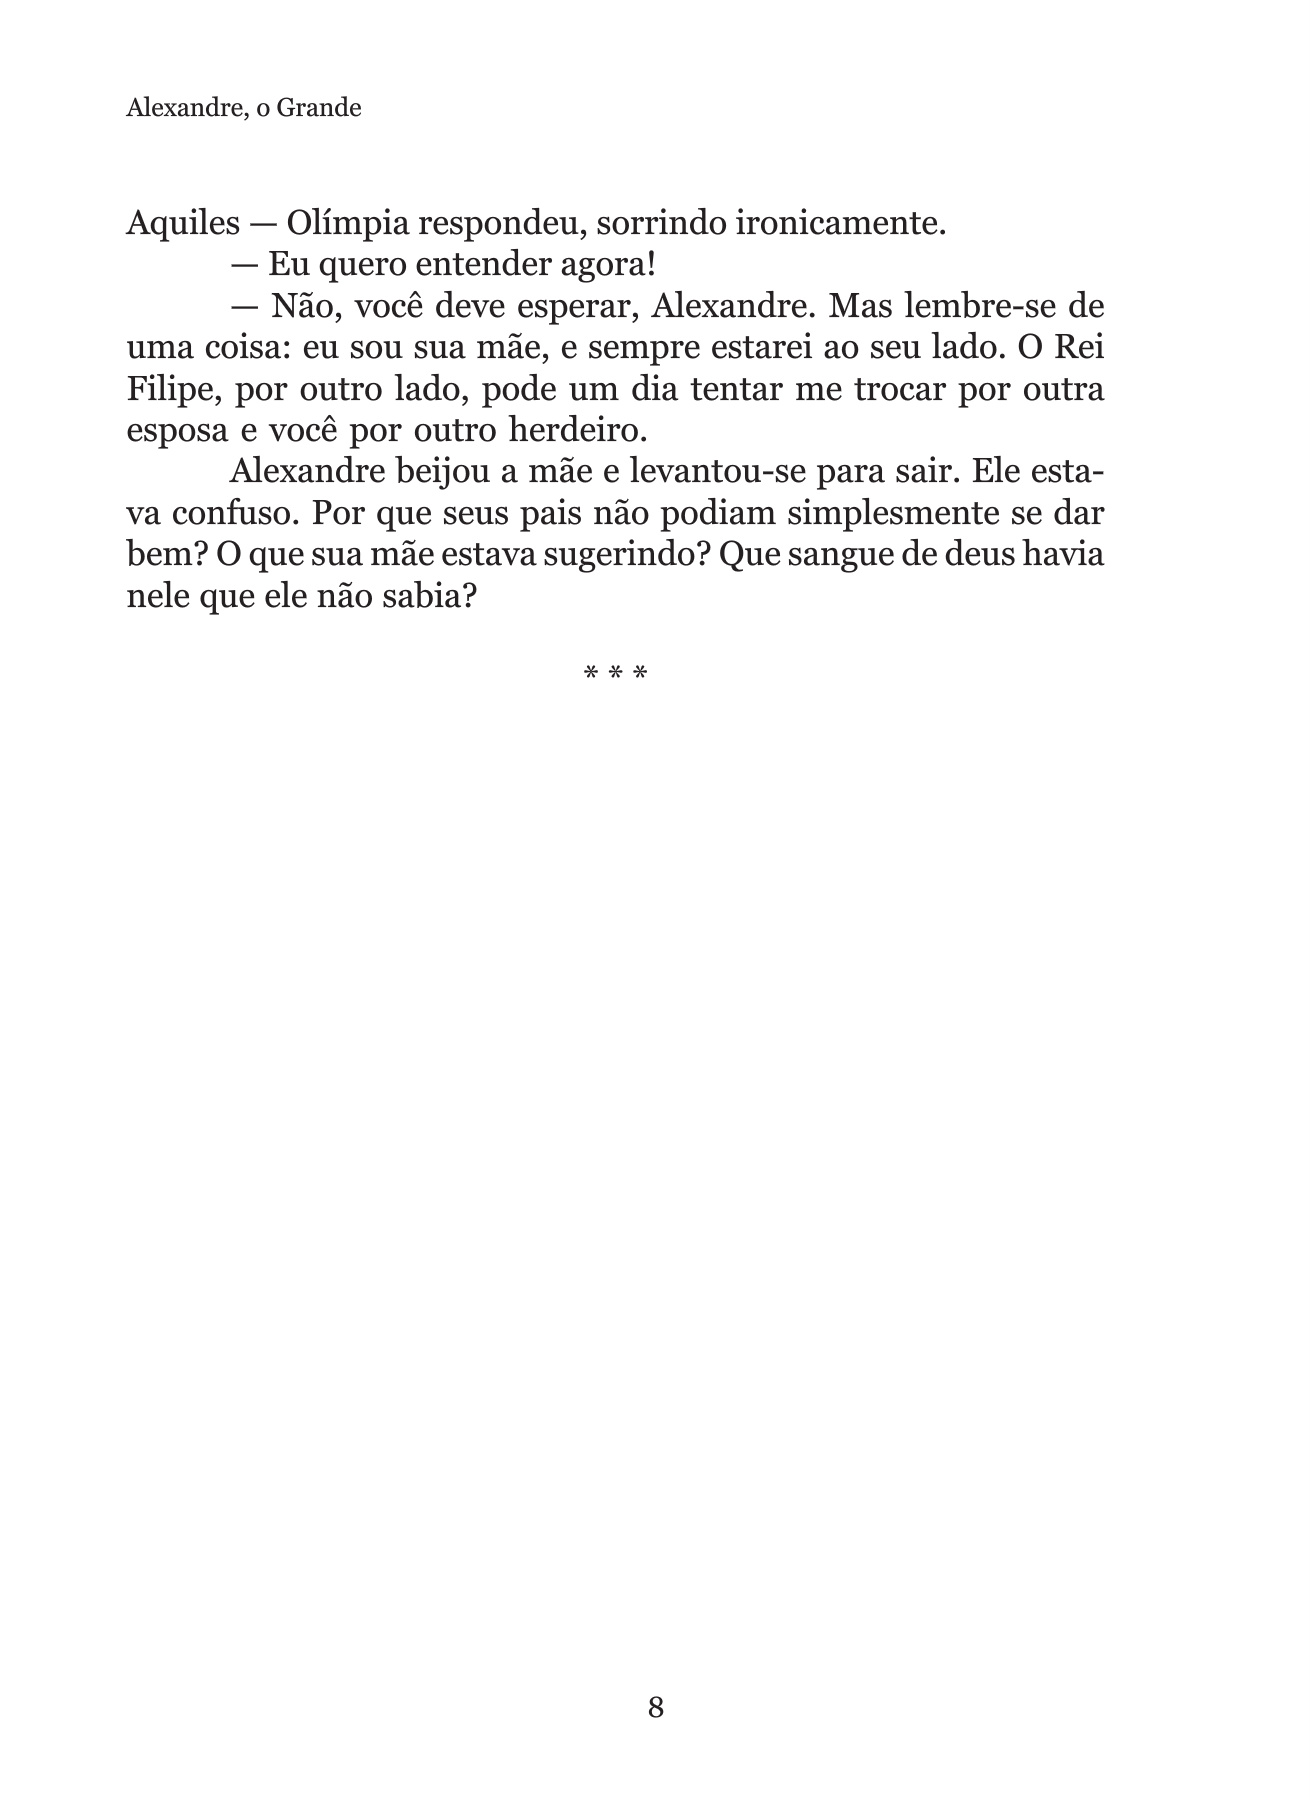 Alexandre, o Grande
Aquiles — Olímpia respondeu, sorrindo ironicamente.
— Eu quero entender agora!
— Não, você deve esperar, Alexandre. Mas lembre-se de
uma coisa: eu sou sua mãe, e sempre estarei ao seu lado. O Rei
Filipe, por outro lado, pode um dia tentar me trocar por outra
esposa e você por outro herdeiro.
Alexandre beijou a mãe e levantou-se para sair. Ele esta-
va confuso. Por que seus pais não podiam simplesmente se dar
bem? O que sua mãe estava sugerindo? Que sangue de deus havia
nele que ele não sabia?
* * *
8